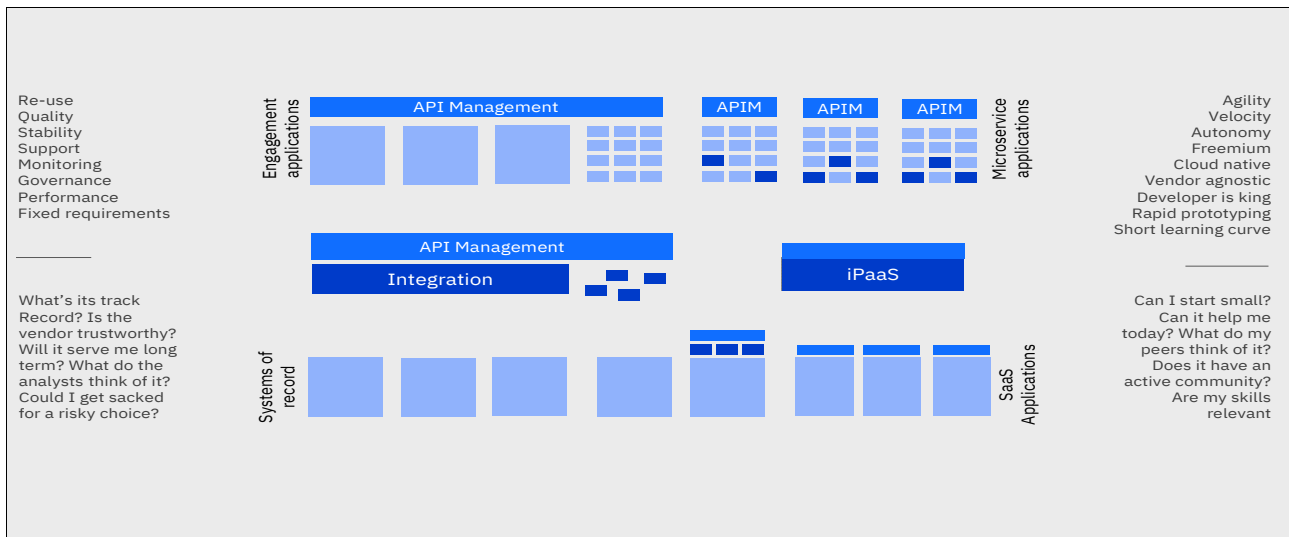 Re-use
Quality
Stability
Support
Monitoring
Governance
Performance
Fixed requirements
What's its track
Record? Is the
vendor trustworthy?
Will it serve me long
term? What do the
analysts think of it?
Could I get sacked
for a risky choice?
Engagement
applications
API Management
APIM
APIM
APIM
Microservice
applications
API Management
Integration
iPaaS
Systems of
record
SaaS
Applications
Agility
Velocity
Autonomy
Freemium
Cloud native
Vendor agnostic
Developer is king
Rapid prototyping
Short learning curve
Can I start small?
Can it help me
today? What do my
peers think of it?
Does it have an
active community?
Are my skills
relevant